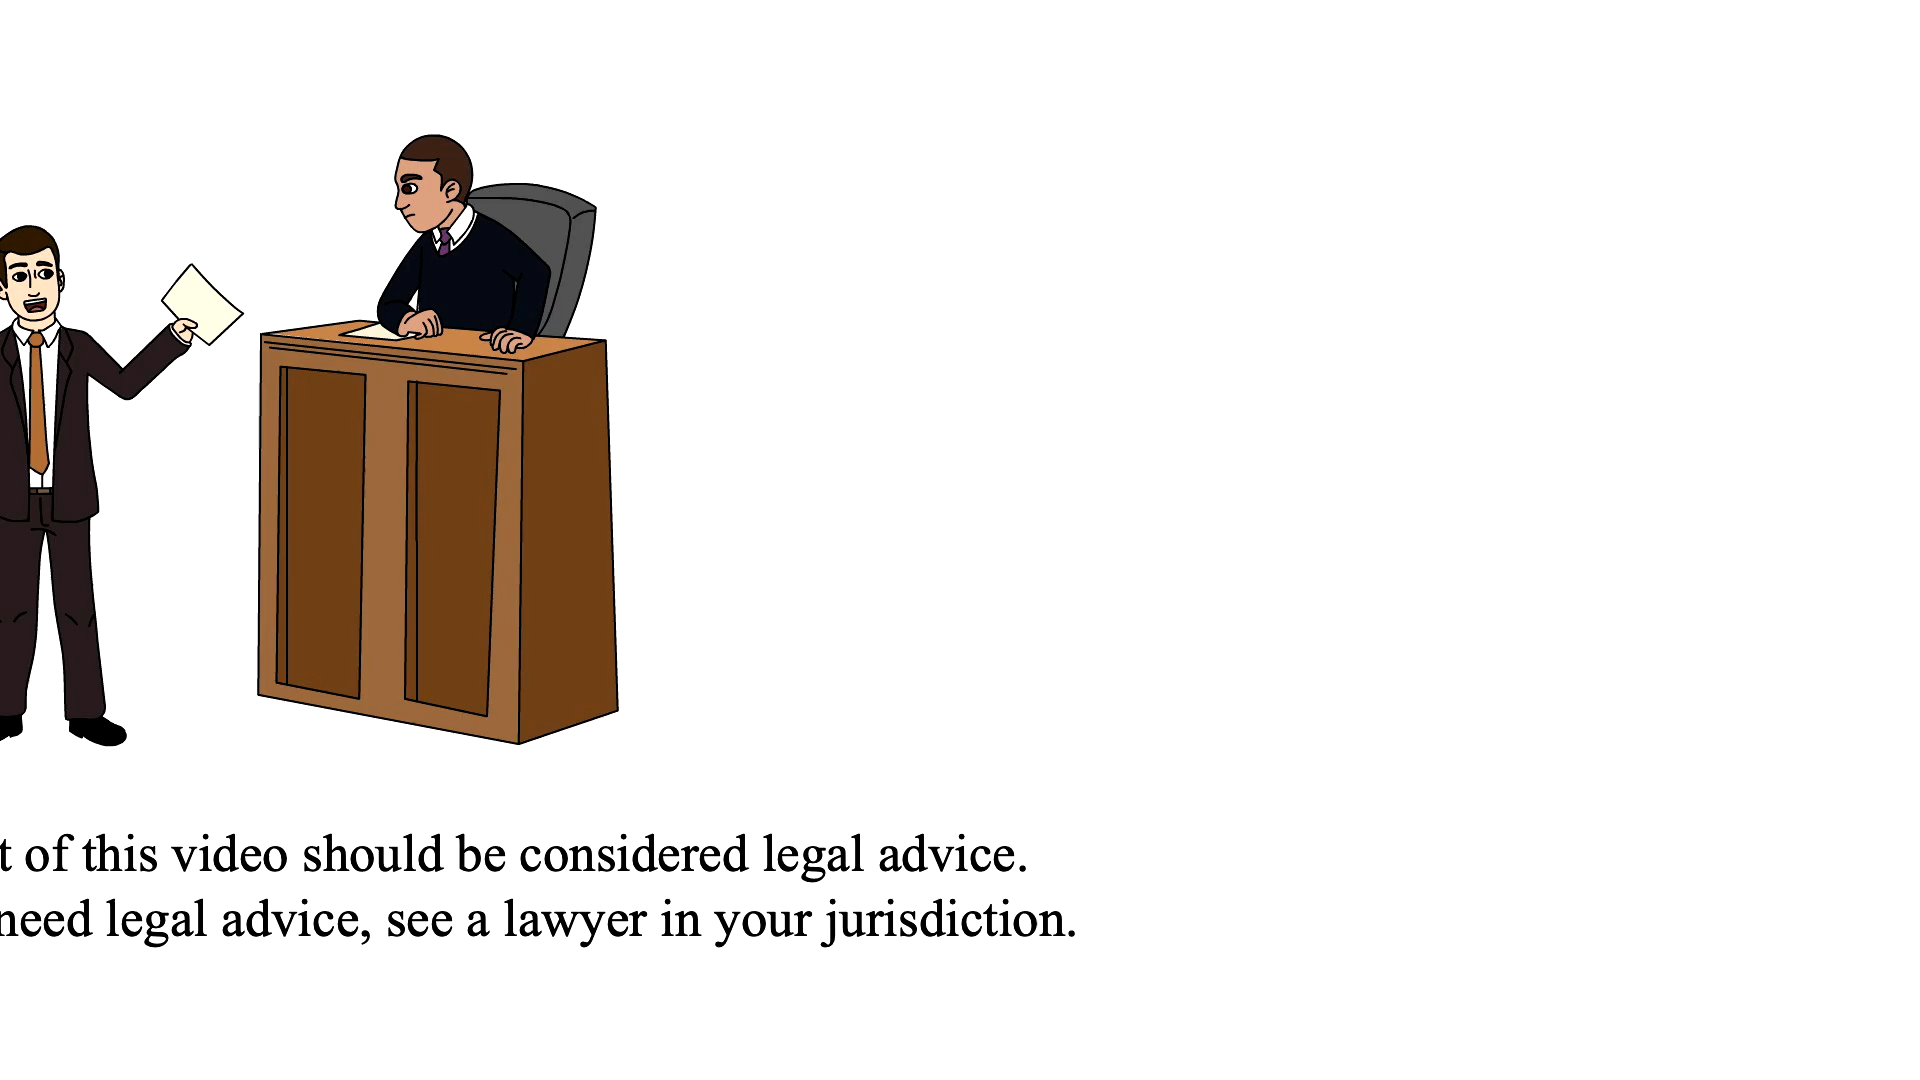 t of this video should be considered legal advice.
need legal advice, see a lawyer in your jurisdiction.